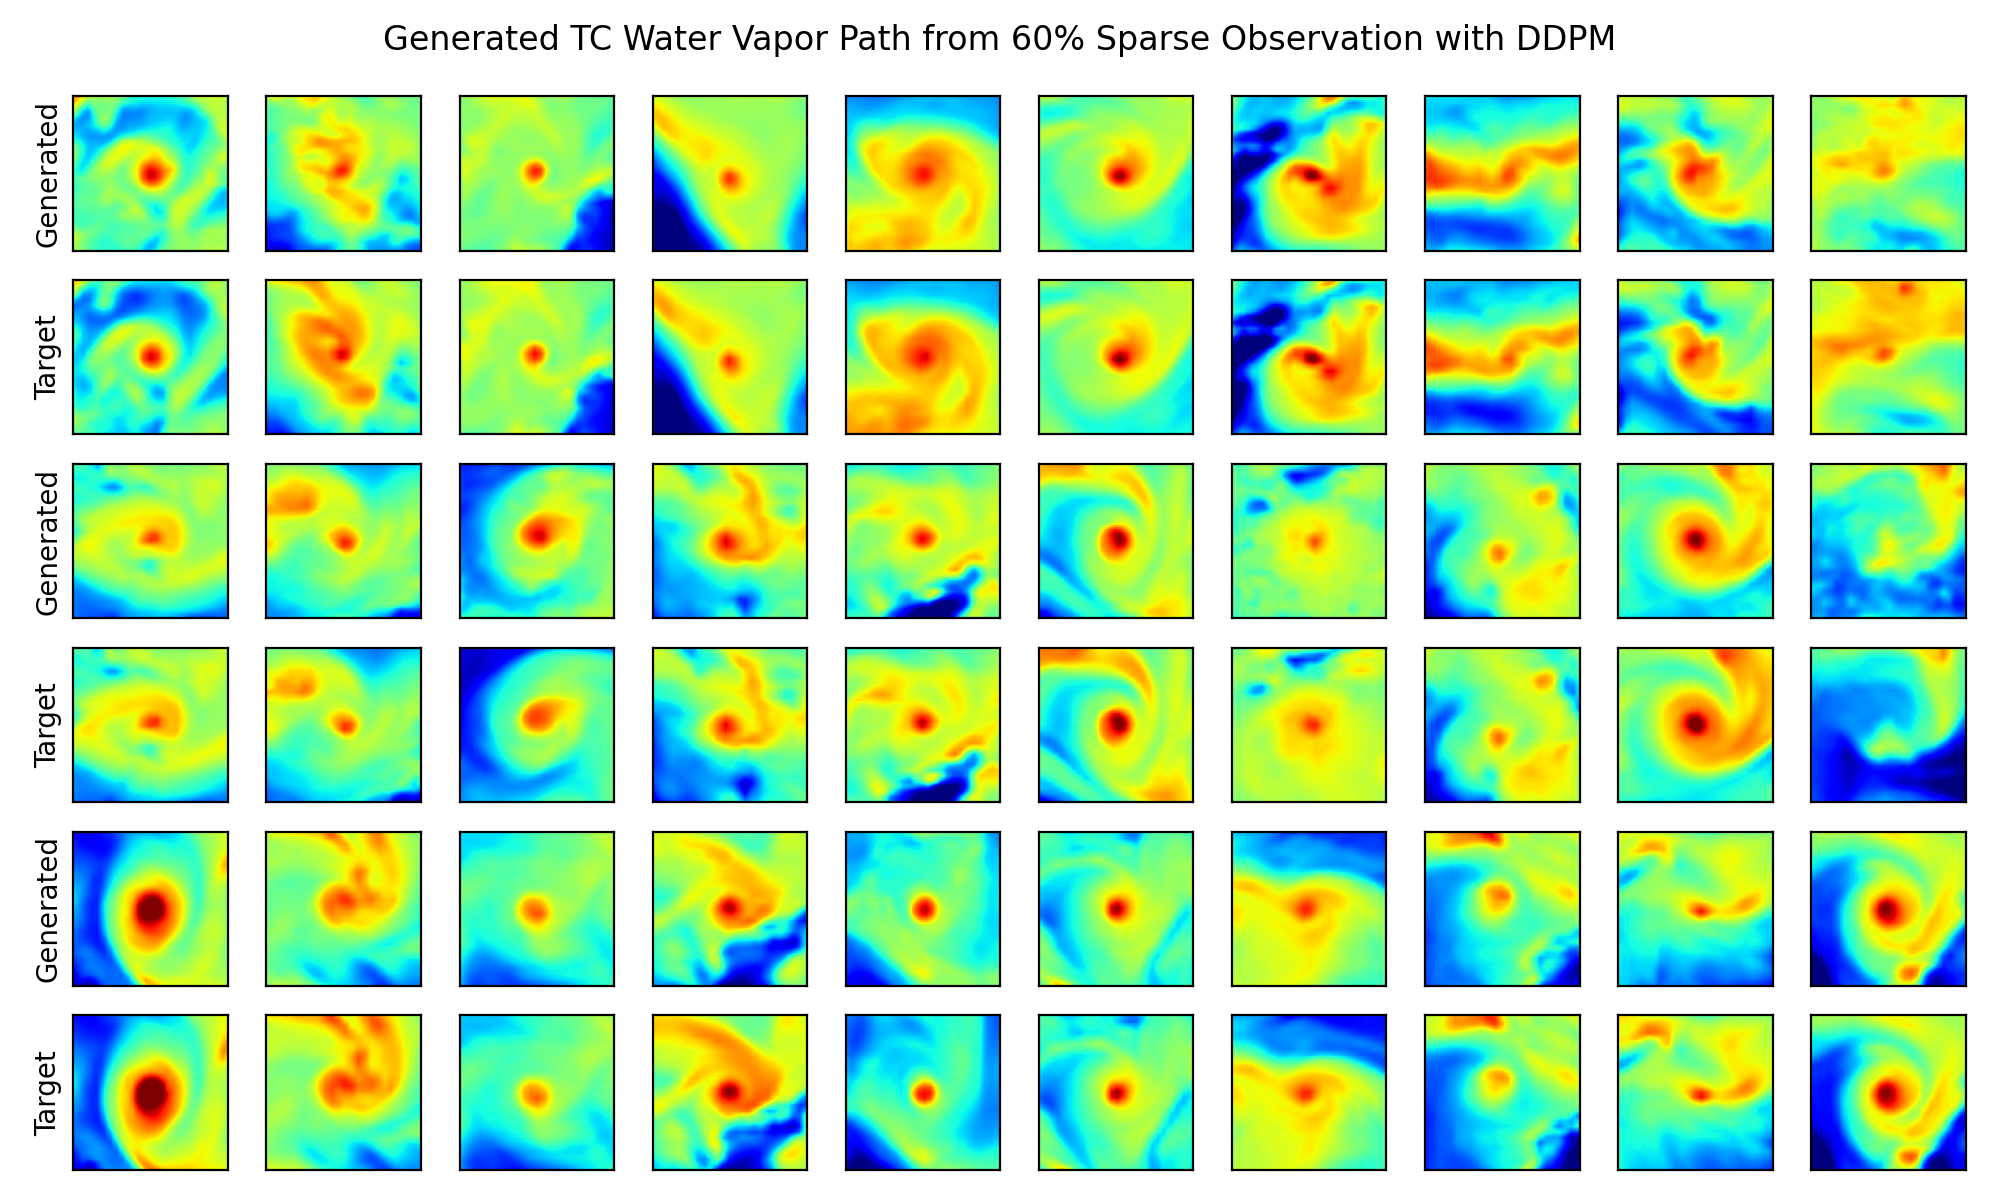 Generated TC Water Vapor Path from 60% Sparse Observation with DDPM
Generated
Target
Generated
Target
Generated
Target